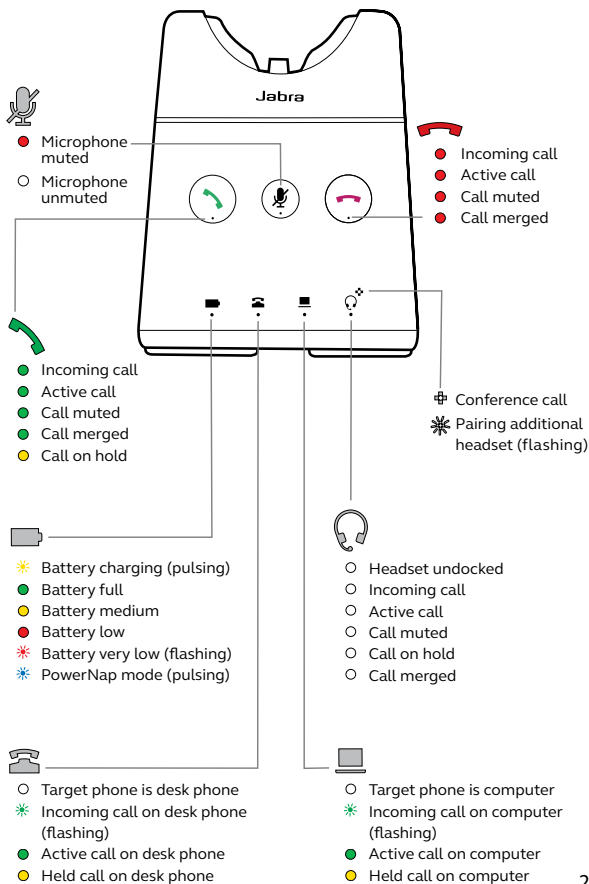 Jabra
Microphone
muted
Microphone
unmuted
Incoming call
Active call
Call muted
Call merged
Incoming call
Active call
Call muted
Call merged
Call on hold
Conference call
Pairing additional
headset (flashing)
Battery charging (pulsing)
Battery full
Battery medium
Battery low
Battery very low (flashing)
PowerNap mode (pulsing)
Headset undocked
Incoming call
Active call
Call muted
Call on hold
Call merged
Target phone is desk phone
Incoming call on desk phone
(flashing)
Active call on desk phone
Held call on desk phone
Target phone is computer
Incoming call on computer
(flashing)
Active call on computer
Held call on computer